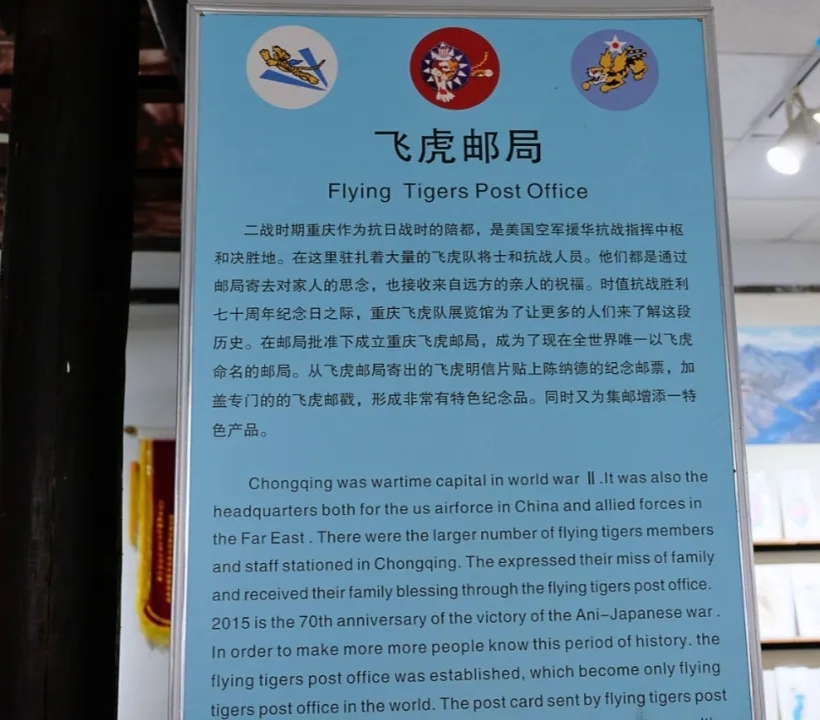 飞虎邮局
Flying Tigers Post Office
二战时期重庆作为抗日战时的陪都，是美国空军援华抗战指挥中枢
和决胜地。在这里驻扎着大量的飞虎队将士和抗战人员。他们都是通过
邮局寄去对家人的思念，也接收来自远方的亲人的祝福。时值抗战胜利
七十周年纪念日之际，重庆飞虎队展览馆为了让更多的人们来了解这段
历史。在邮局批准下成立重庆飞虎邮局，成为了现在全世界唯一以飞虎
命名的邮局。从飞虎邮局寄出的飞虎明信片贴上陈纳德的纪念邮票，加
盖专门的的飞虎邮戳，形成非常有特色纪念品。同时又为集邮增添一特
色产品。
Chongqing was wartime capital in world war Ⅱ .It was also the
headquarters both for the us airforce in China and allied forces in
the Far East . There were the larger number of flying tigers members
and staff stationed in Chongqing. The expressed their miss of family
and received their family blessing through the flying tigers post office.
2015 is the 70th anniversary of the victory of the Ani-Japanese war .
In order to make more more people know this period of history. the
flying tigers post office was established, which become only flying
tigers post office in the world. The post card sent by flying tigers post